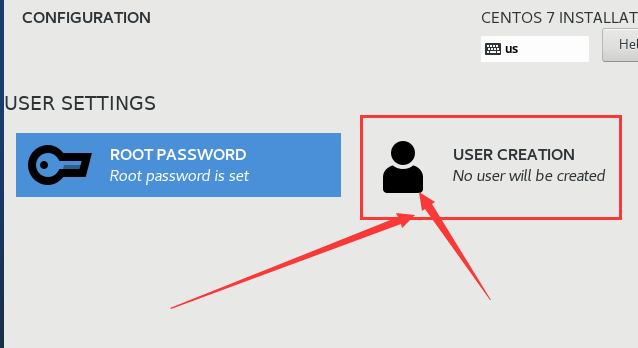 CONFIGURATION
CENTOS 7 INSTALLAT
us
Hel
USER SETTINGS
ROOT PASSWORD
Root password is set
USER CREATION
No user will be created